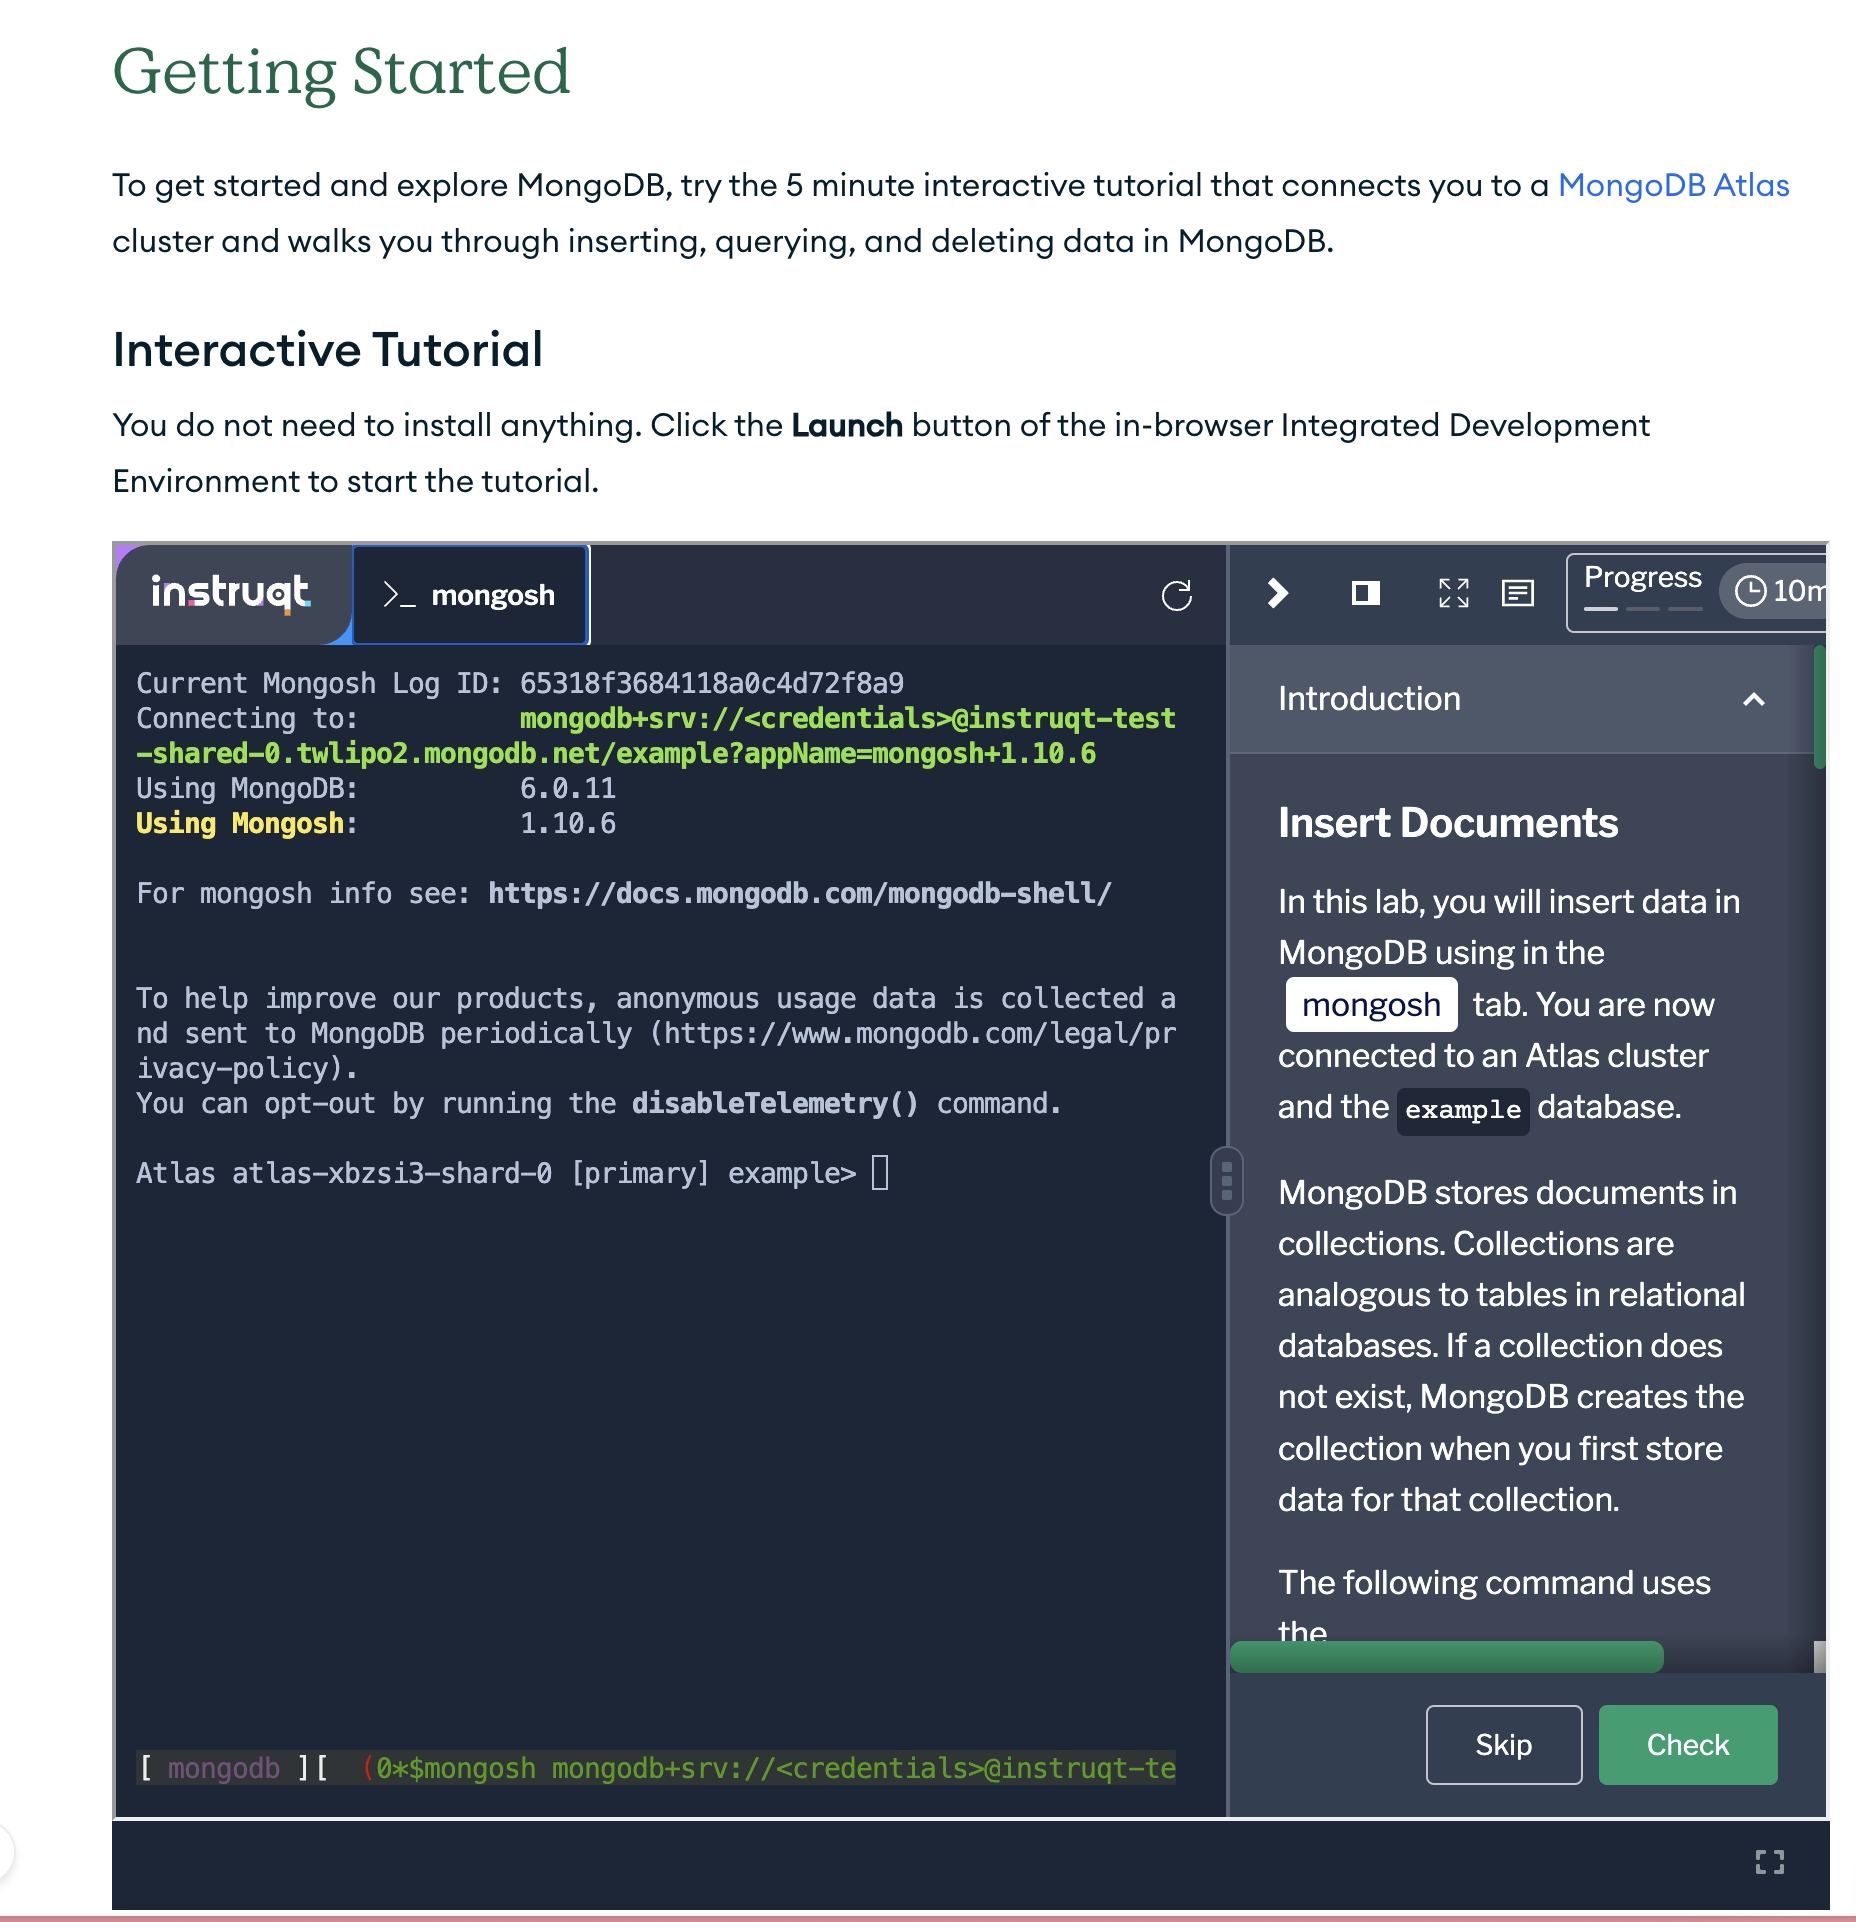 Getting Started
To get started and explore MongoDB, try the 5 minute interactive tutorial that connects you to a MongoDB Atlas
cluster and walks you through inserting, querying, and deleting data in MongoDB.
Interactive Tutorial
You do not need to install anything. Click the Launch button of the in-browser Integrated Development
Environment to start the tutorial.
instruqt
>_ mongosh
Current Mongosh Log ID: 65318f3684118a0c4d72f8a9
Connecting to: mongodb+srv://<credentials>@instruqt-test
-shared-0.twlipo2.mongodb.net/example?appName=mongosh+1.10.6
Using MongoDB: 6.0.11
Using Mongosh: 1.10.6
For mongosh info see: https://docs.mongodb.com/mongodb-shell/
To help improve our products, anonymous usage data is collected a
nd sent to MongoDB periodically (https://www.mongodb.com/legal/pr
ivacy-policy).
You can opt-out by running the disableTelemetry() command.
Atlas atlas-xbzsi3-shard-0 [primary] example>
[ mongodb ][ (0*$mongosh mongodb+srv://<credentials>@instruqt-te
Progress
10m
Introduction
Insert Documents
In this lab, you will insert data in
MongoDB using in the
mongosh tab. You are now
connected to an Atlas cluster
and the example database.
MongoDB stores documents in
collections. Collections are
analogous to tables in relational
databases. If a collection does
not exist, MongoDB creates the
collection when you first store
data for that collection.
The following command uses
the
Skip
Check